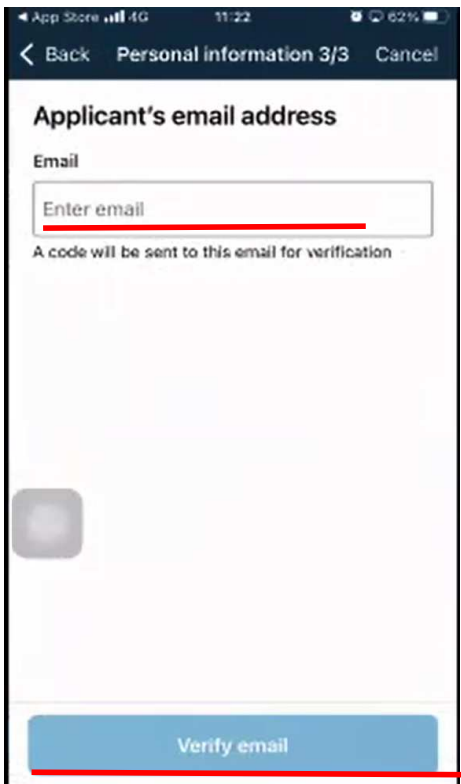 App Store 4G 11:22 62%
Back Personal information 3/3 Cancel
Applicant's email address
Email
Enter email
A code will be sent to this email for verification
Verify email